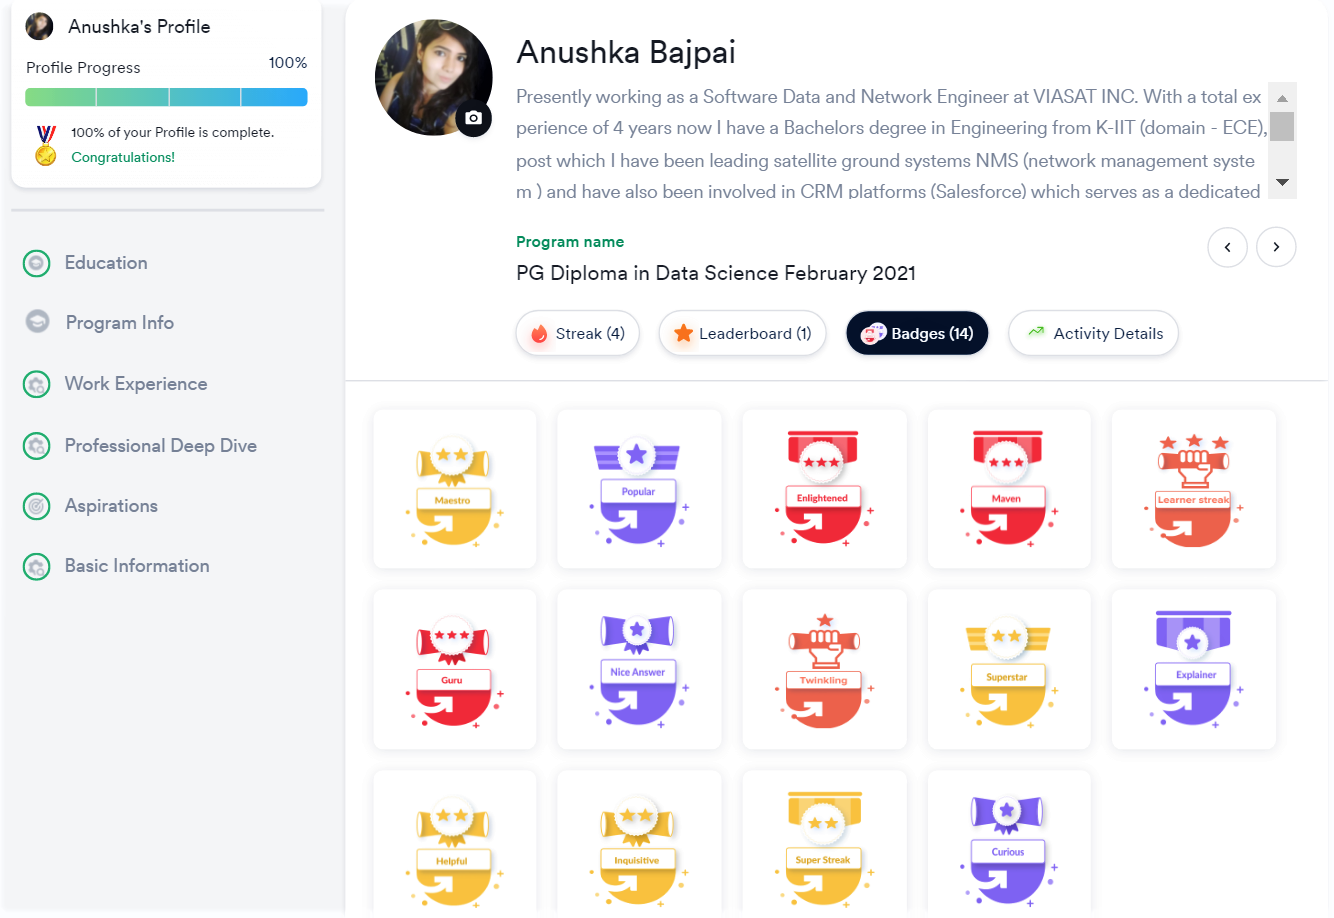 Anushka's Profile
Profile Progress
100%
100% of your Profile is complete.
Congratulations!
Education
Program Info
Work Experience
Professional Deep Dive
Aspirations
Basic Information
Anushka Bajpai
Presently working as a Software Data and Network Engineer at VIASAT INC. With a total ex
perience of 4 years now I have a Bachelors degree in Engineering from K-IIT (domain - ECE),
post which I have been leading satellite ground systems NMS (network management syste
m ) and have also been involved in CRM platforms (Salesforce) which serves as a dedicated
Program name
PG Diploma in Data Science February 2021
Streak (4)
Leaderboard (1)
Badges (14)
Activity Details
Maestro
Popular
Enlightened
Maven
Learner streak
Guru
Nice Answer
Twinkling
Superstar
Explainer
Helpful
Inquisitive
Super Streak
Curious